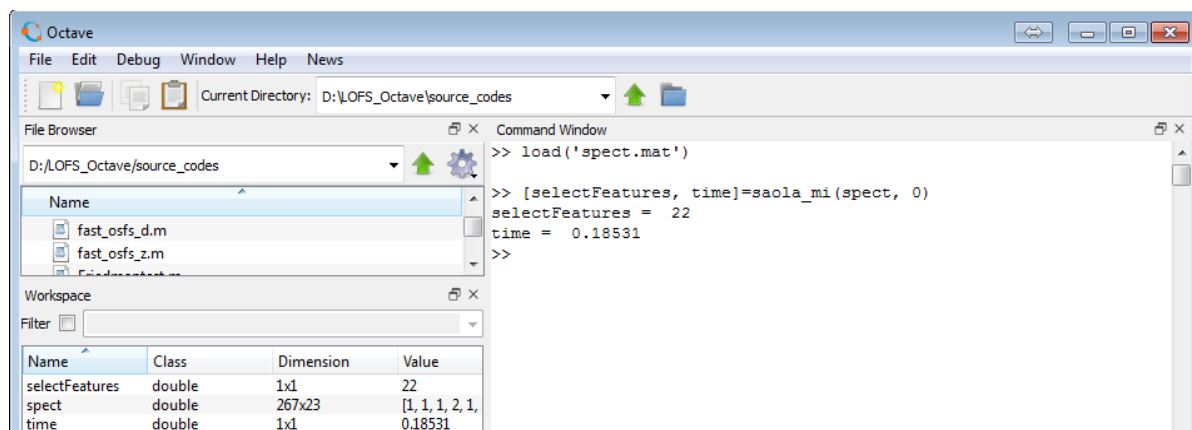 Octave
File Edit Debug Window Help News
Current Directory: D:\LOFS_Octave\source_codes
File Browser
D:/LOFS_Octave/source_codes
Name
fast_osfs_d.m
fast_osfs_z.m
Workspace
Filter
Name Class Dimension Value
selectFeatures double 1x1 22
spect double 267x23 [1, 1, 1, 2, 1,
time double 1x1 0.18531
Command Window
>> load('spect.mat')
>> [selectFeatures, time]=saola_mi(spect, 0)
selectFeatures = 22
time = 0.18531
>>